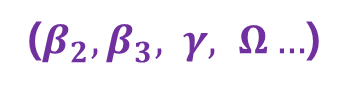 (β₂, β₃, γ, Ω ...)